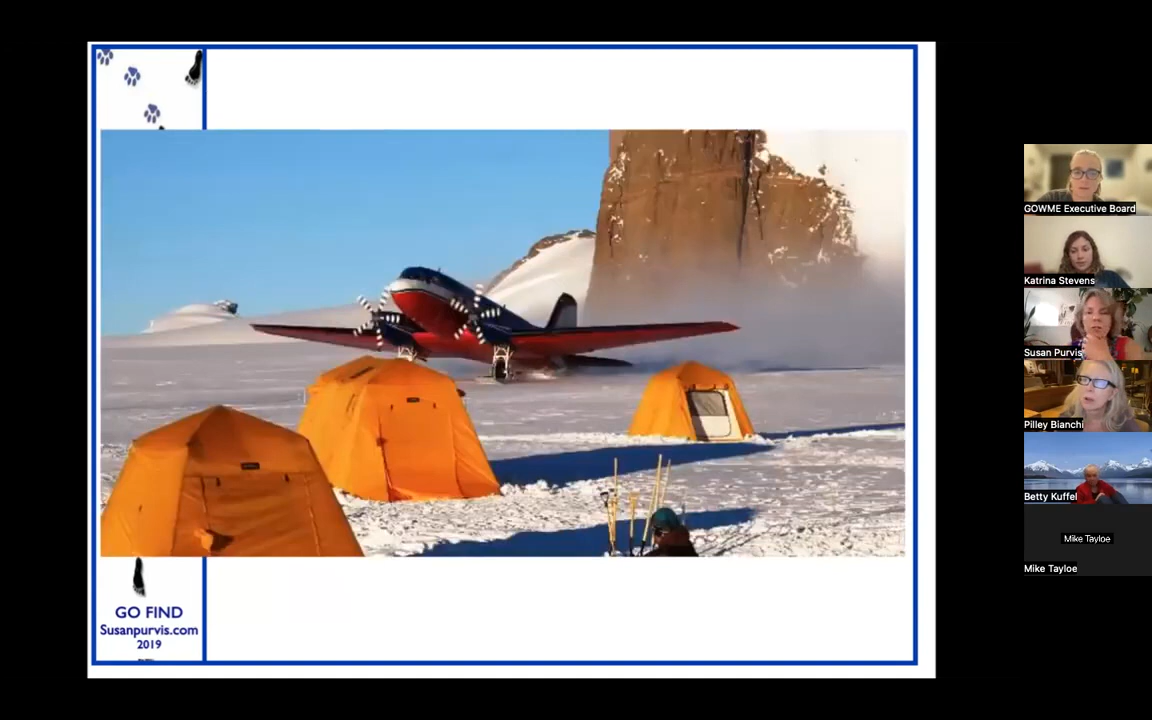 GO FIND
Susanpurvis.com
2019
GOWME Executive Board
Katrina Stevens
Susan Purvis
Pilley Bianchi
Betty Kuffel
Mike Tayloe
Mike Tayloe